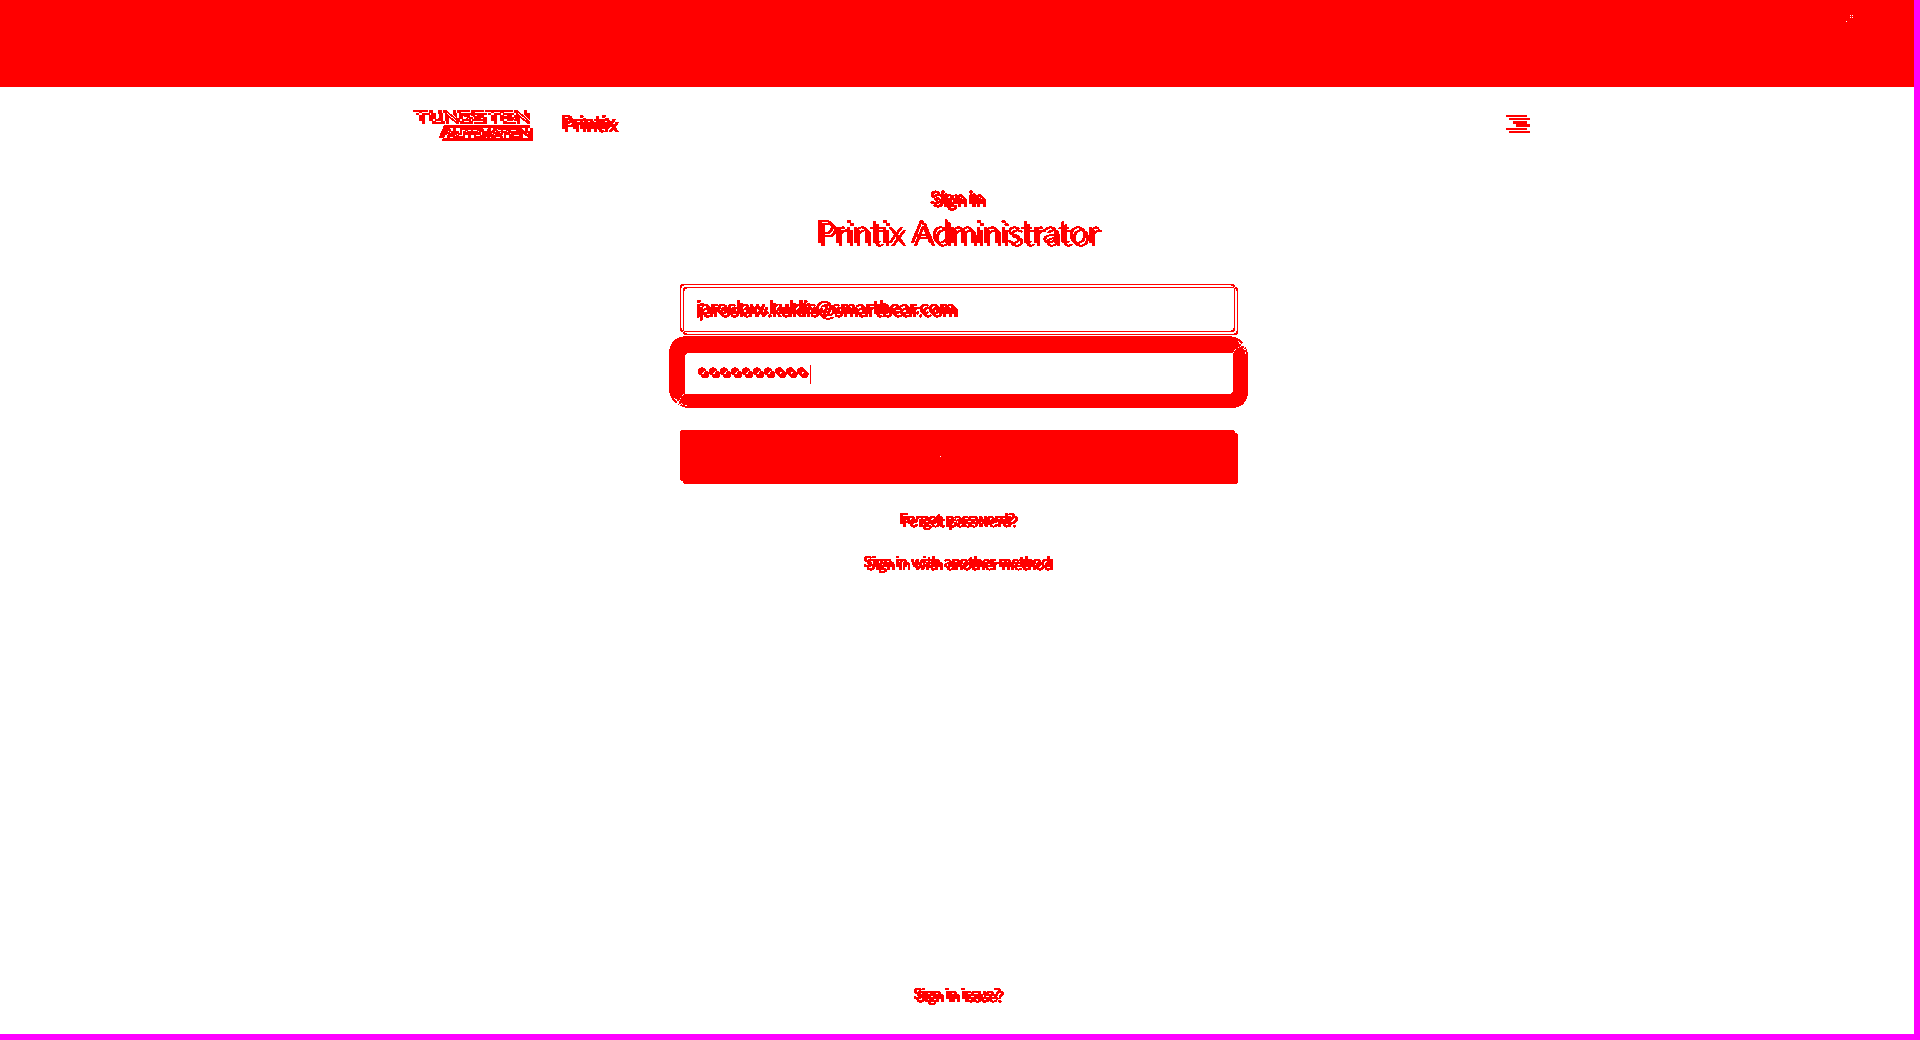 TUNGSTEN
AUTOMATION
Printix
Sign in
Printix Administrator
jaroslaw.kuklis@smartbear.com
Forgot password?
Sign in with another method
Sign in issue?